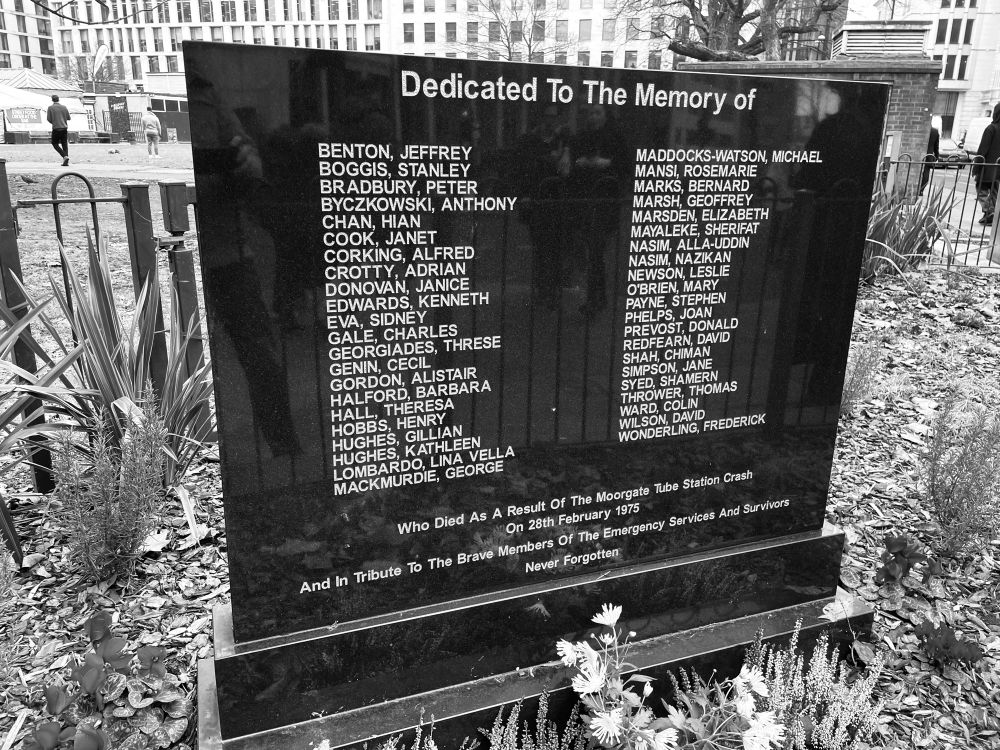 Dedicated To The Memory of
BENTON, JEFFREY
BOGGIS, STANLEY
BRADBURY, PETER
BYCZKOWSKI, ANTHONY
CHAN, HIAN
COOK, JANET
CORKING, ALFRED
CROTTY, ADRIAN
DONOVAN, JANICE
EDWARDS, KENNETH
EVA, SIDNEY
GALE, CHARLES
GEORGIADES, THRESE
GENIN, CECIL
GORDON, ALISTAIR
HALFORD, BARBARA
HALL, THERESA
HOBBS, HENRY
HUGHES, GILLIAN
HUGHES, KATHLEEN
LOMBARDO, LINA VELLA
MACKMURDIE, GEORGE
MADDOCKS-WATSON, MICHAEL
MANSI, ROSEMARIE
MARKS, BERNARD
MARSH, GEOFFREY
MARSDEN, ELIZABETH
MAYALEKE, SHERIFAT
NASIM, ALLA-UDDIN
NASIM, NAZIKAN
NEWSON, LESLIE
O'BRIEN, MARY
PAYNE, STEPHEN
PHELPS, JOAN
PREVOST, DONALD
REDFEARN, DAVID
SHAH, CHIMAN
SIMPSON, JANE
SYED, SHAMERN
THROWER, THOMAS
WARD, COLIN
WILSON, DAVID
WONDERLING, FREDERICK
Who Died As A Result Of The Moorgate Tube Station Crash
On 28th February 1975
And In Tribute To The Brave Members Of The Emergency Services And Survivors
Never Forgotten